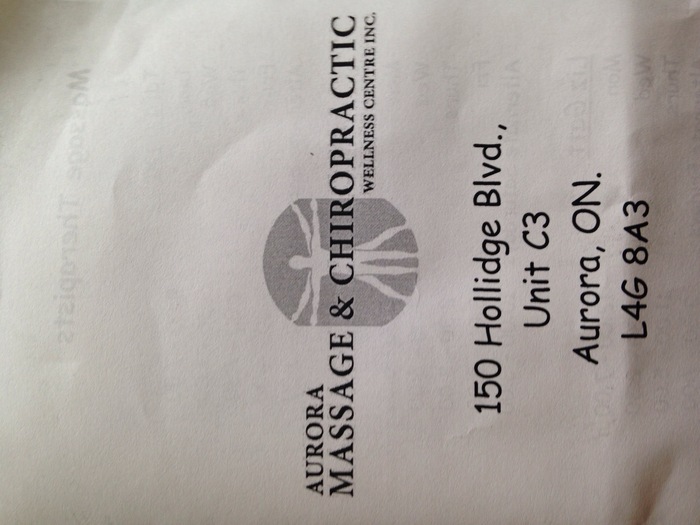 AURORA
MASSAGE & CHIROPRACTIC
WELLNESS CENTRE INC.
150 Hollidge Blvd.,
Unit C3
Aurora, ON.
L4G 8A3